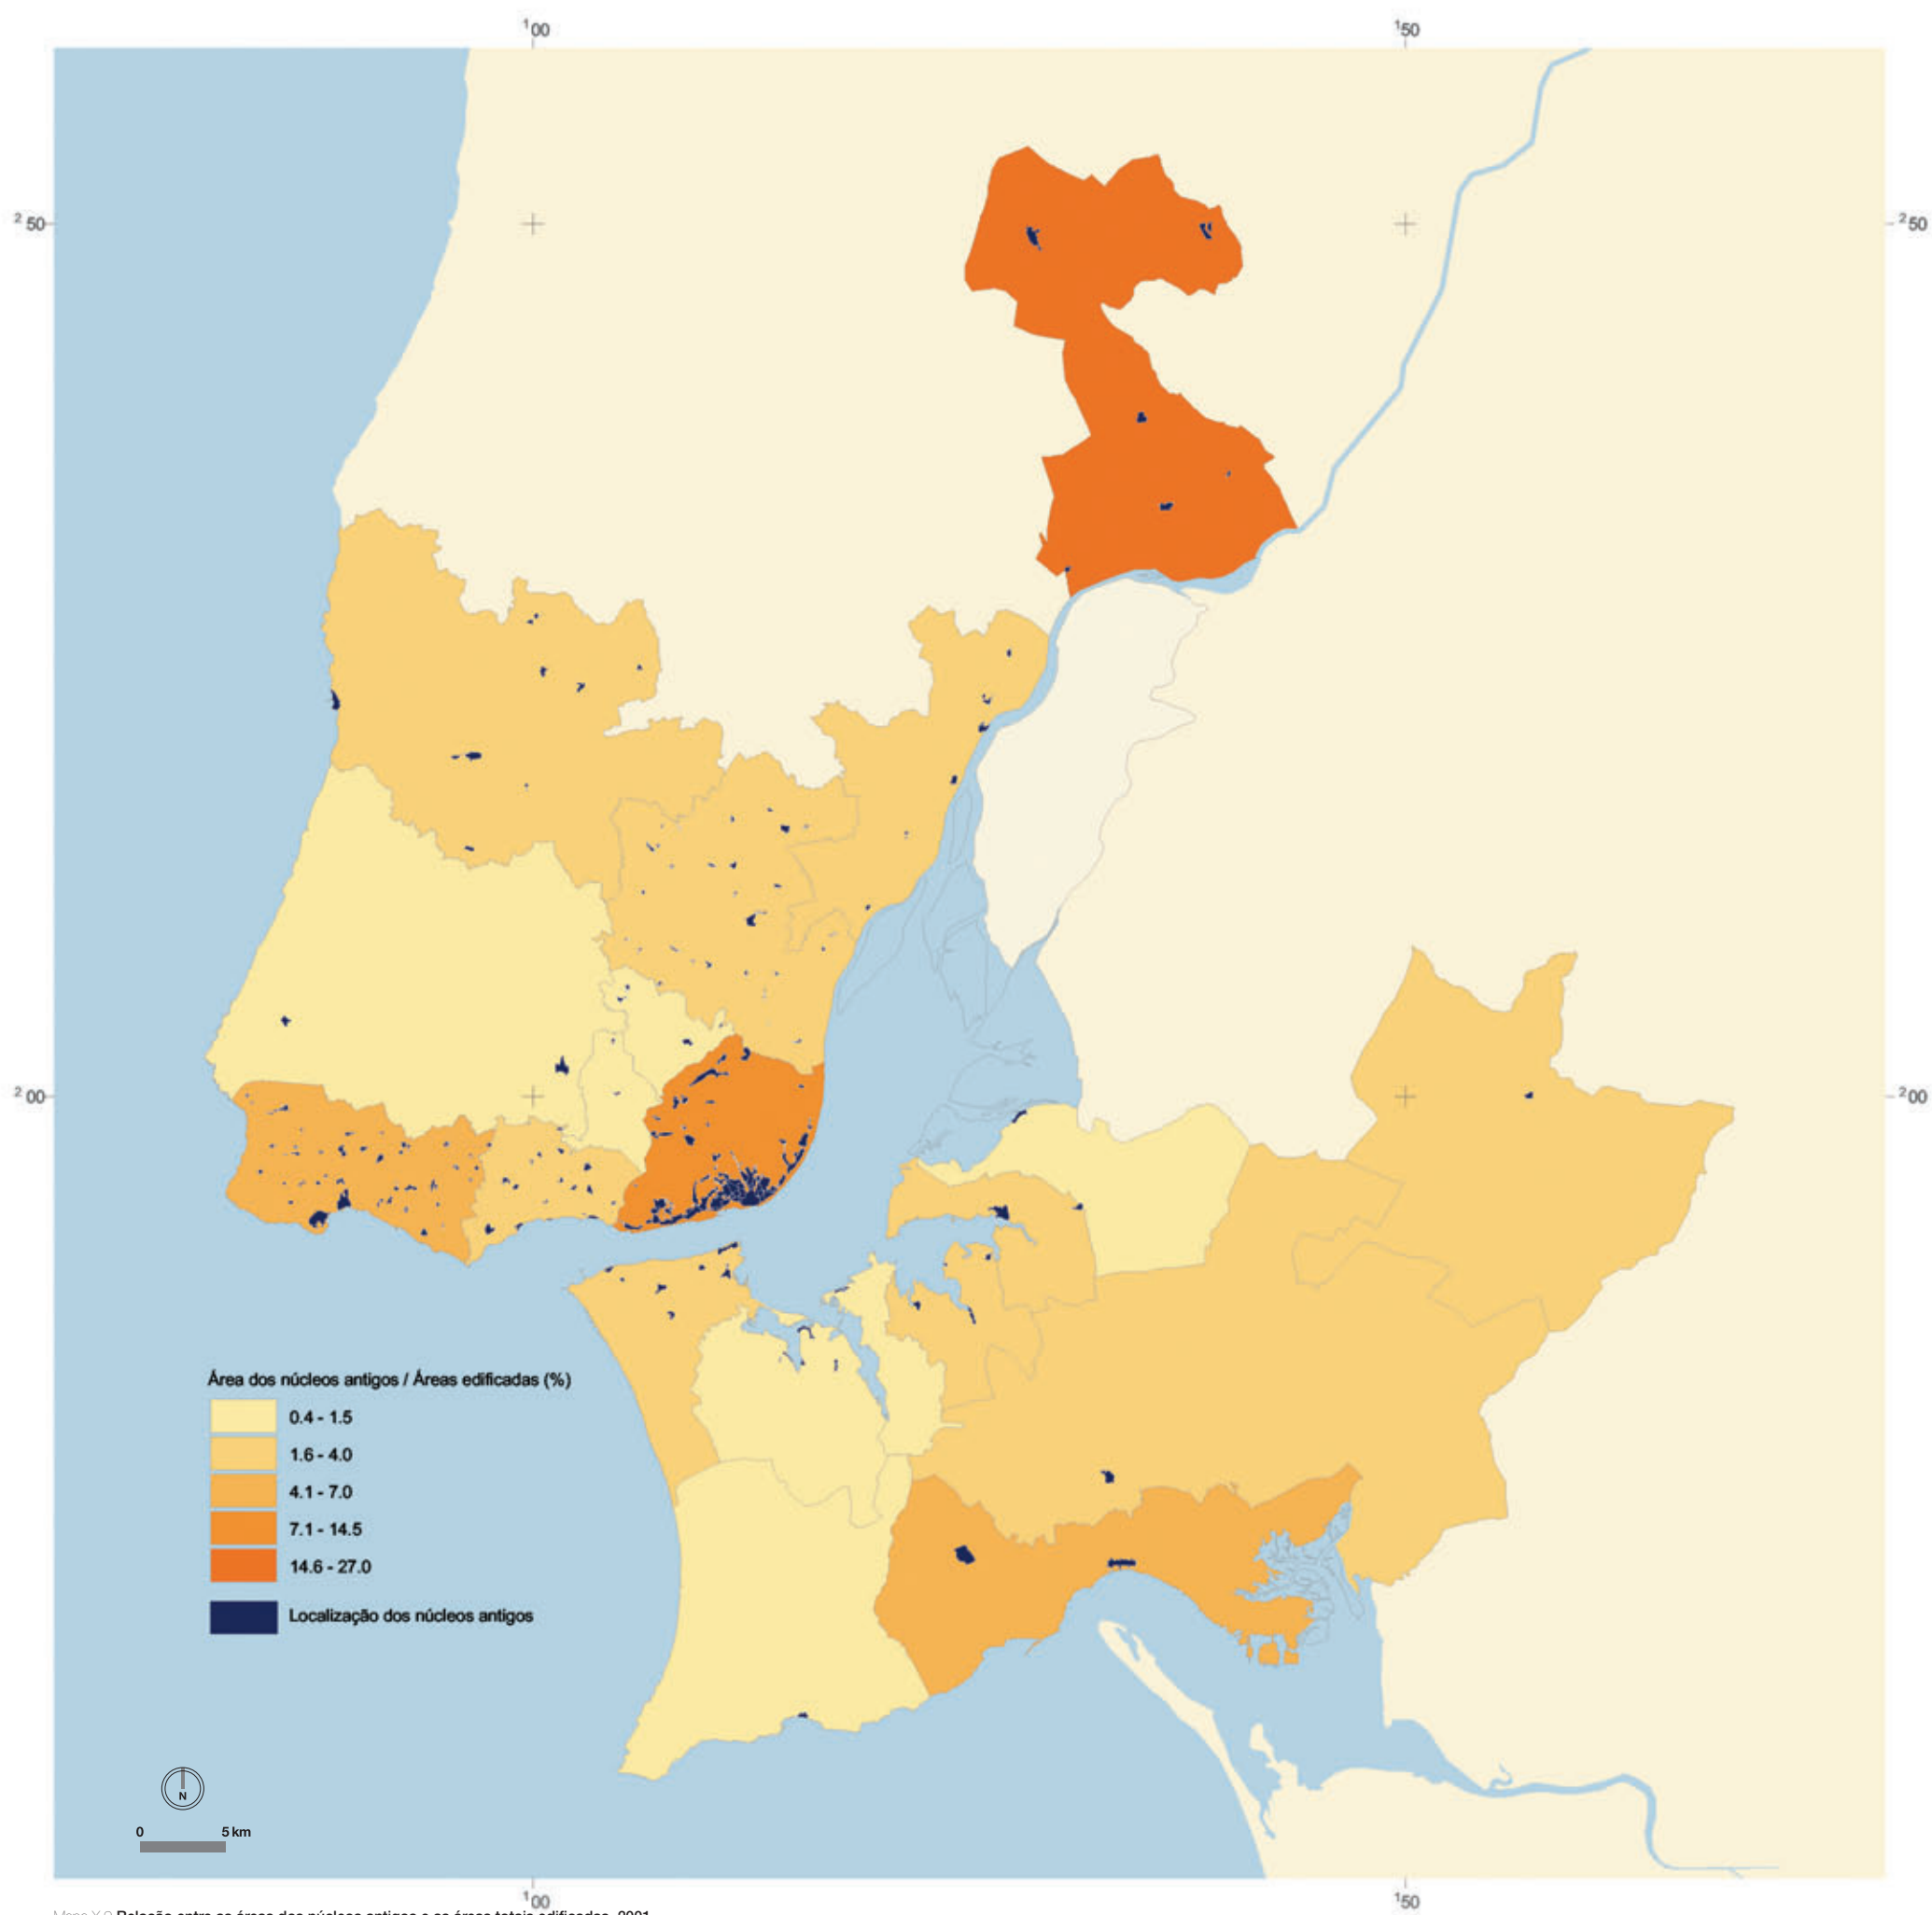 100 150
250 250
200 200
Área dos núcleos antigos / Áreas edificadas (%)
0.4 - 1.5
1.6 - 4.0
4.1 - 7.0
7.1 - 14.5
14.6 - 27.0
Localização dos núcleos antigos
N
0 5 km
100 150
Relação entre as áreas dos núcleos antigos e as áreas totais edificadas, 2001